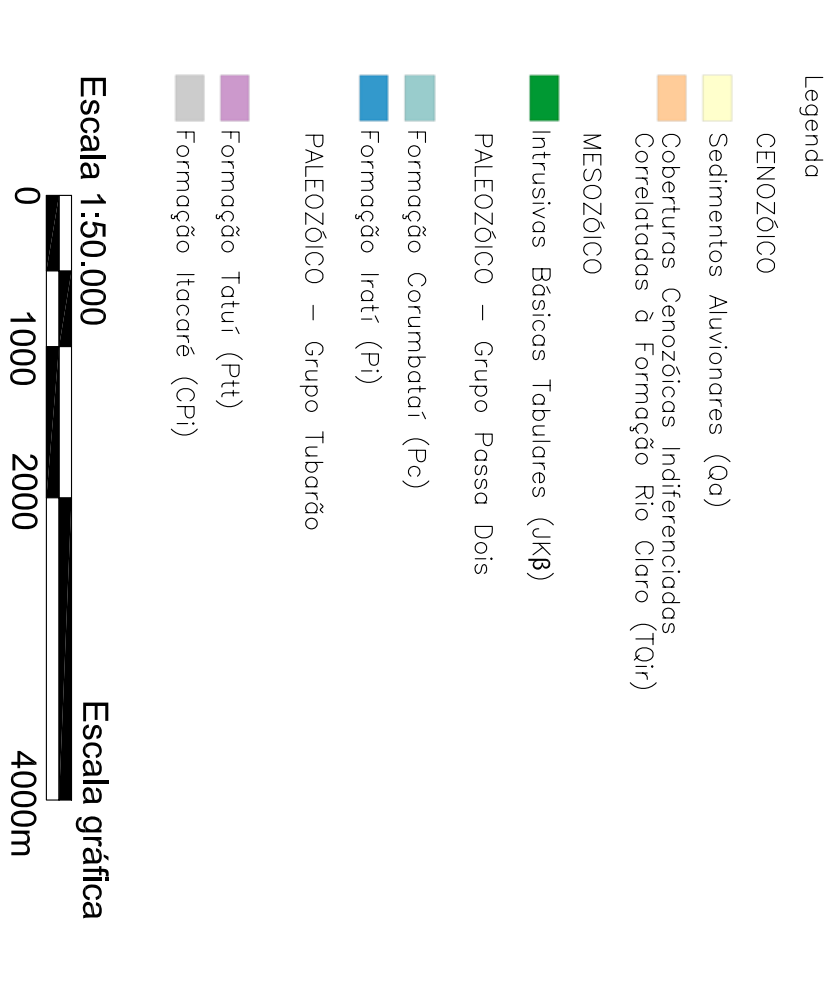 Legenda
CENOZÓICO
Sedimentos Aluvionares (Qa)
Coberturas Cenozóicas Indiferenciadas
Correlatadas à Formação Rio Claro (TQir)
MESOZÓICO
Intrusivas Básicas Tabulares (JKβ)
PALEOZÓICO – Grupo Passa Dois
Formação Corumbataí (Pc)
Formação Iratí (Pi)
PALEOZÓICO – Grupo Tubarão
Formação Tatuí (Ptt)
Formação Itacaré (CPi)
Escala 1:50.000 Escala gráfica
0 1000 2000 4000m